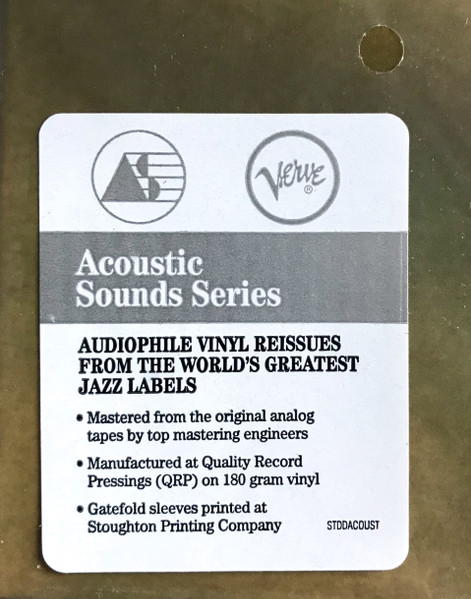 AS
Verve®
Acoustic
Sounds Series
AUDIOPHILE VINYL REISSUES
FROM THE WORLD'S GREATEST
JAZZ LABELS
• Mastered from the original analog
tapes by top mastering engineers
• Manufactured at Quality Record
Pressings (QRP) on 180 gram vinyl
• Gatefold sleeves printed at
Stoughton Printing Company
STDDACOUST